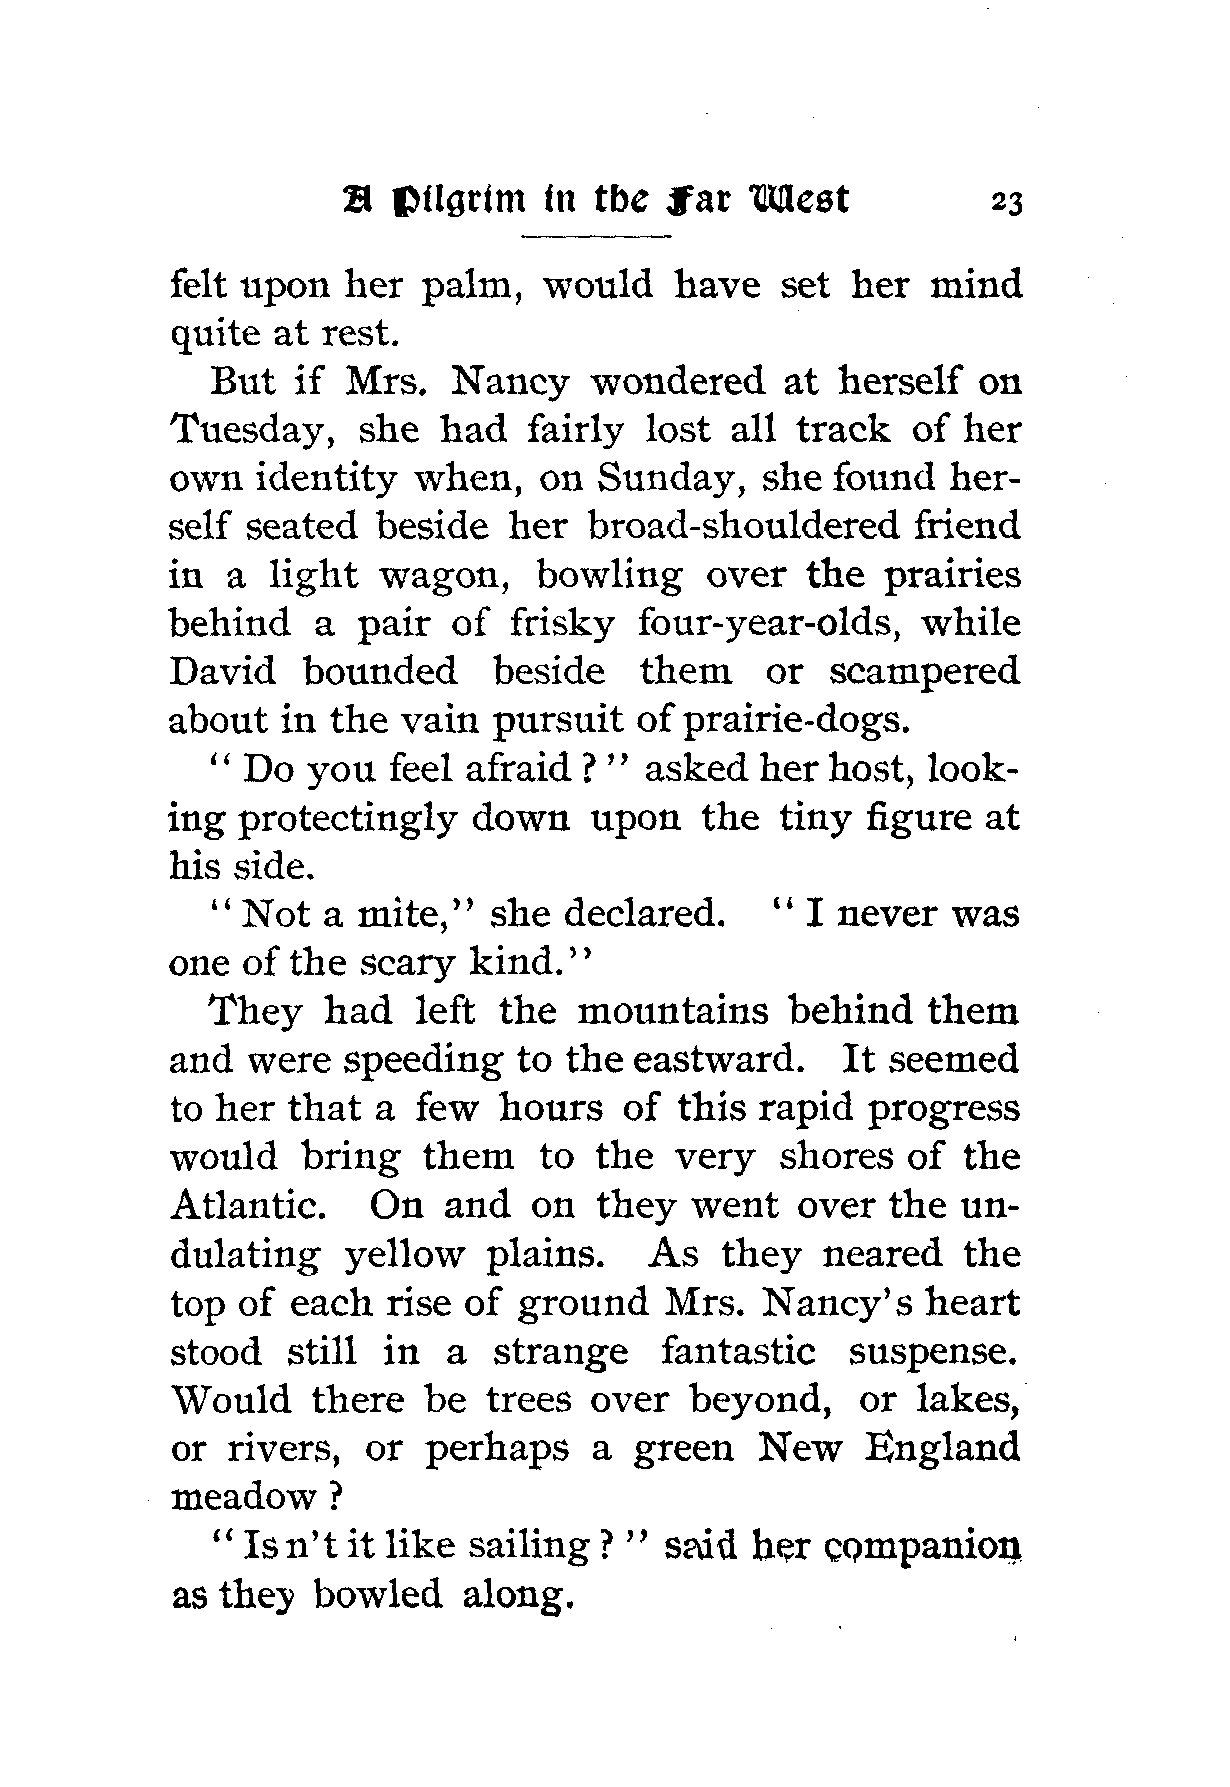 A Pilgrim in the Far West 23
felt upon her palm, would have set her mind
quite at rest.
But if Mrs. Nancy wondered at herself on
Tuesday, she had fairly lost all track of her
own identity when, on Sunday, she found her-
self seated beside her broad-shouldered friend
in a light wagon, bowling over the prairies
behind a pair of frisky four-year-olds, while
David bounded beside them or scampered
about in the vain pursuit of prairie-dogs.
" Do you feel afraid ? " asked her host, look-
ing protectingly down upon the tiny figure at
his side.
" Not a mite," she declared. " I never was
one of the scary kind."
They had left the mountains behind them
and were speeding to the eastward. It seemed
to her that a few hours of this rapid progress
would bring them to the very shores of the
Atlantic. On and on they went over the un-
dulating yellow plains. As they neared the
top of each rise of ground Mrs. Nancy's heart
stood still in a strange fantastic suspense.
Would there be trees over beyond, or lakes,
or rivers, or perhaps a green New England
meadow ?
" Is n't it like sailing ? " said her companion
as they bowled along.